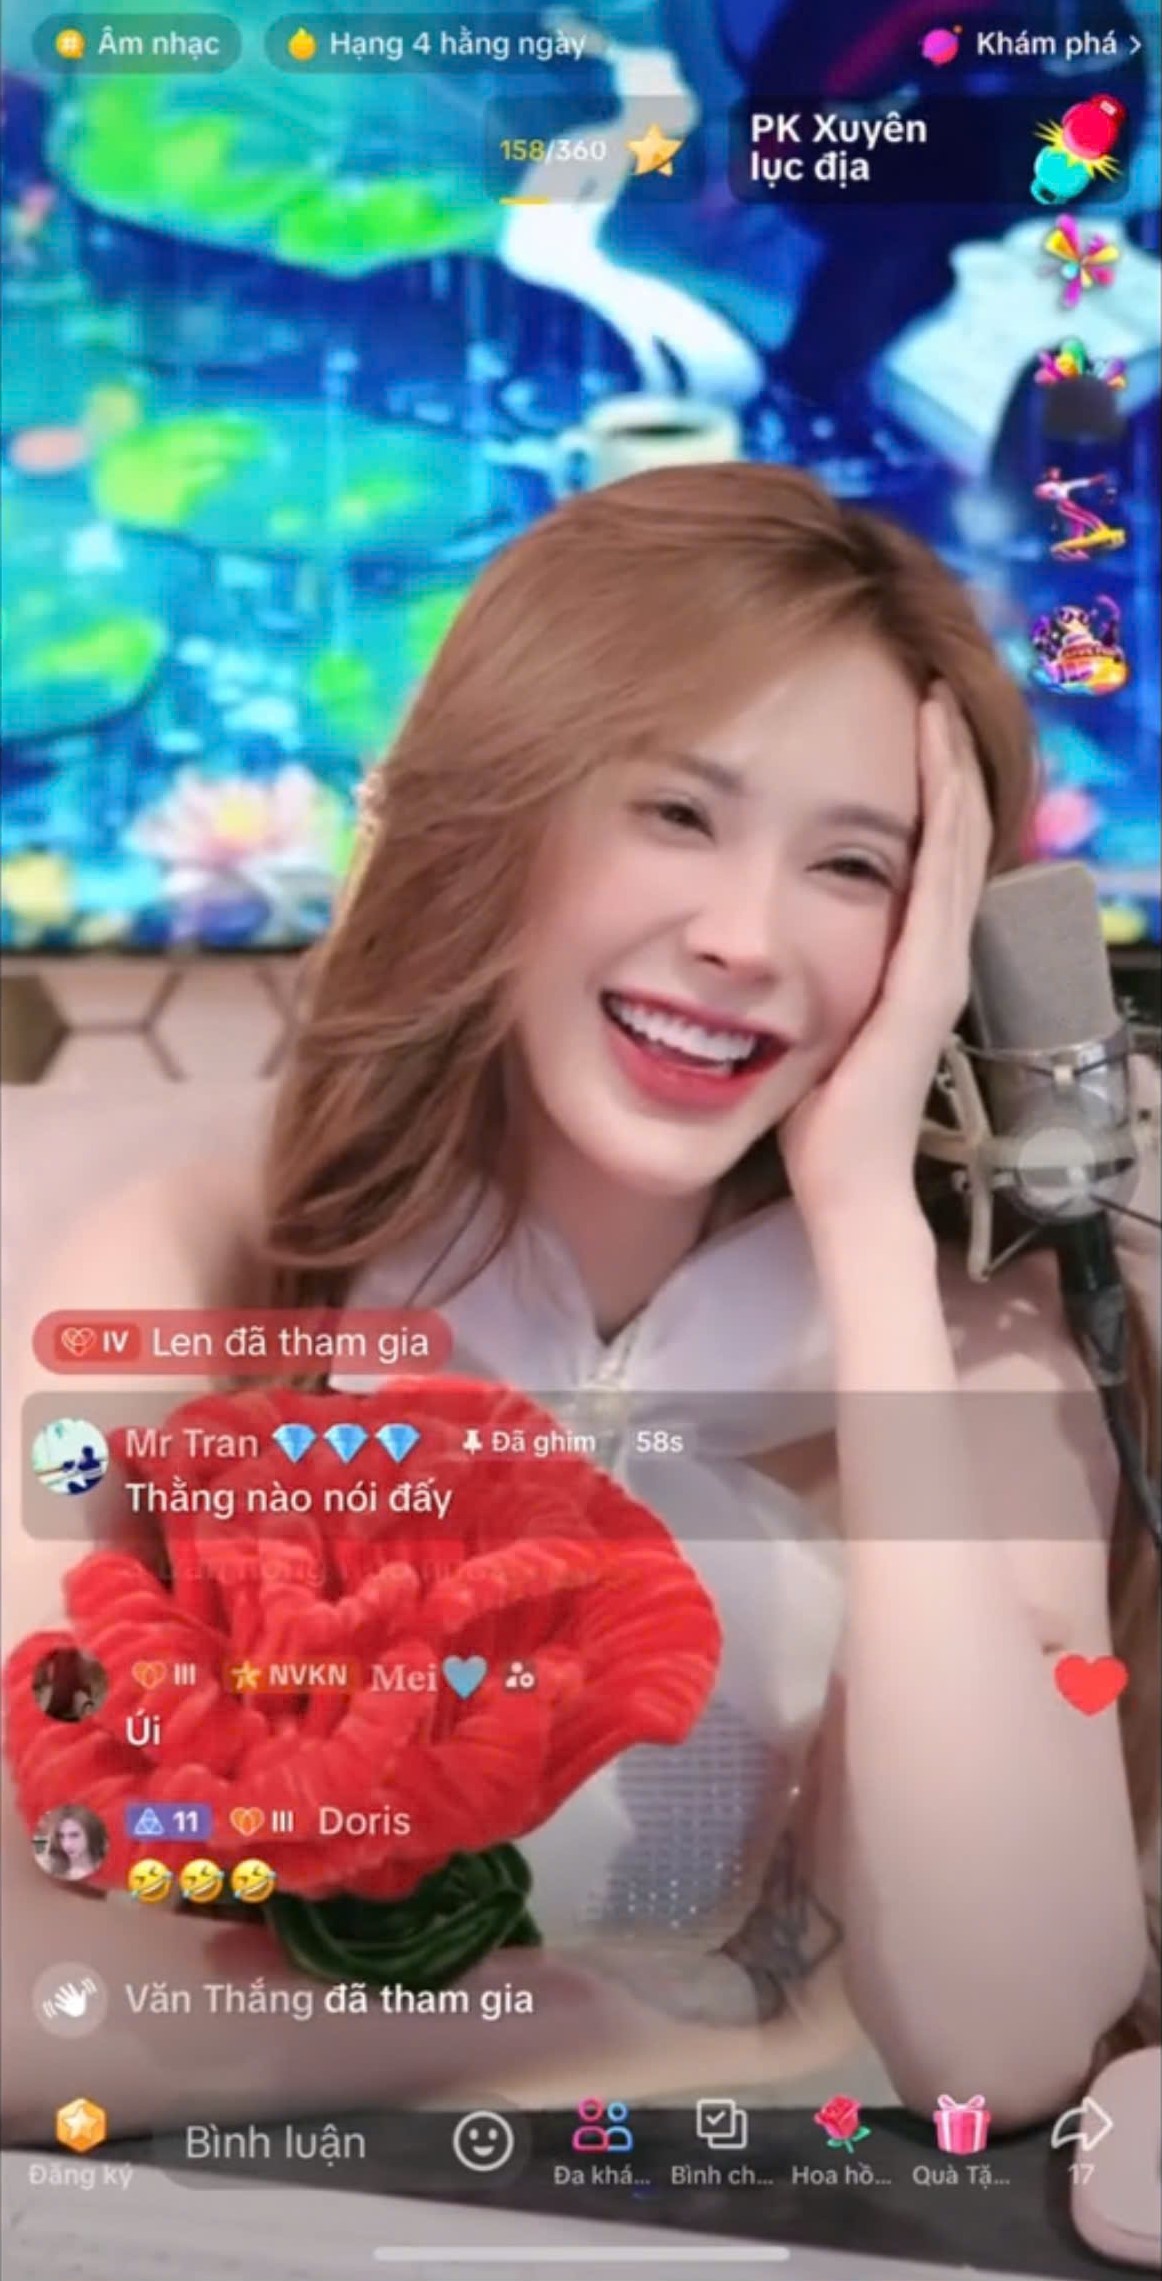 Âm nhạc
Hạng 4 hằng ngày
Khám phá >
158/360
PK Xuyên
lục địa
IV Len đã tham gia
Mr Tran Đã ghim 58s
Thằng nào nói đấy
III NVKN Mei
Úi
11 III Doris
Văn Thắng đã tham gia
Bình luận
Đăng ký
Đa khá...
Bình ch...
Hoa hồ...
Quà Tặ...
17